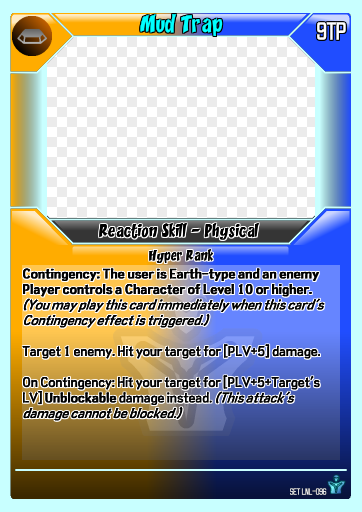 Mud Trap
9TP
Reaction Skill - Physical
Hyper Rank
Contingency: The user is Earth-type and an enemy
Player controls a Character of Level 10 or higher.
(You may play this card immediately when this card's
Contingency effect is triggered.)
Target 1 enemy. Hit your target for [PLV+5] damage.
On Contingency: Hit your target for [PLV+5+Target's
LV] Unblockable damage instead. (This attack's
damage cannot be blocked.)
SET LNL-096